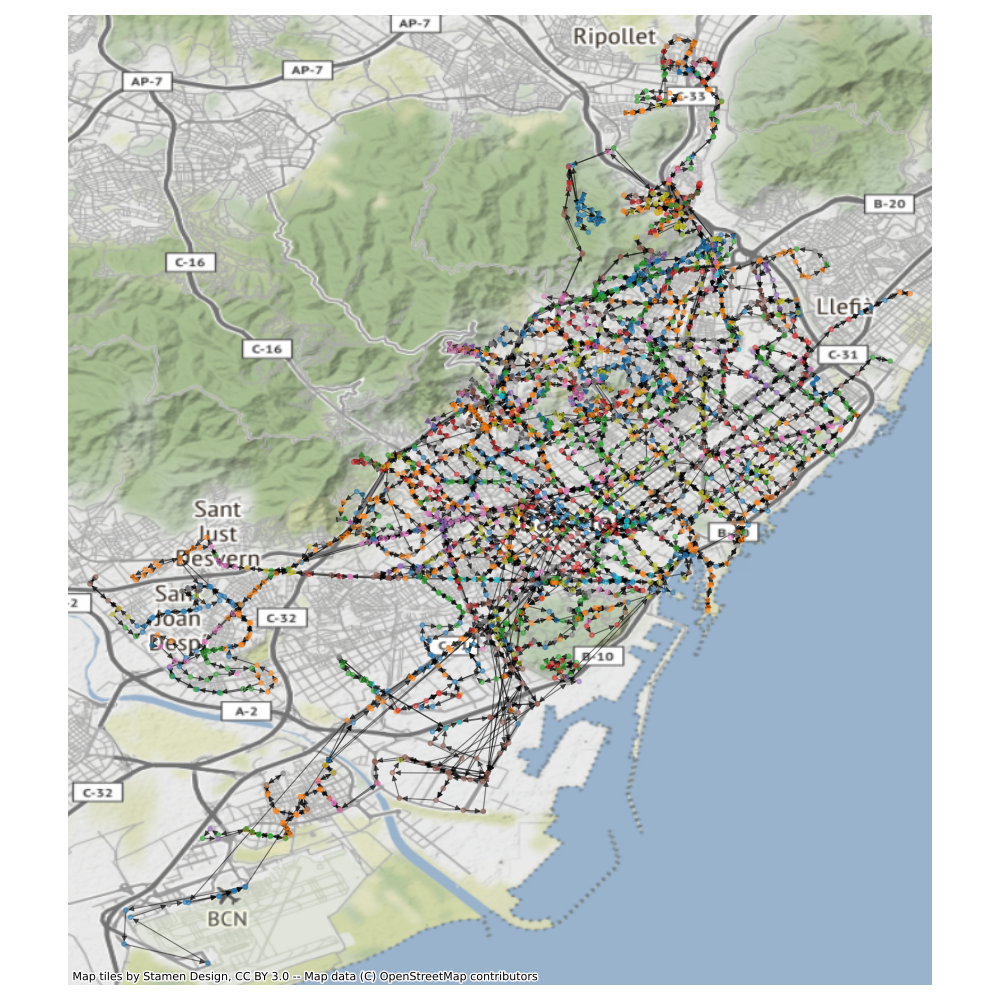 AP-7
Ripollet
AP-7
AP-7
C-33
B-20
C-16
Llefià
C-16
C-31
Sant
Just
Desvern
Sant
Joan
Desp
C-32
B-10
A-2
C-32
BCN
Map tiles by Stamen Design, CC BY 3.0 -- Map data (C) OpenStreetMap contributors